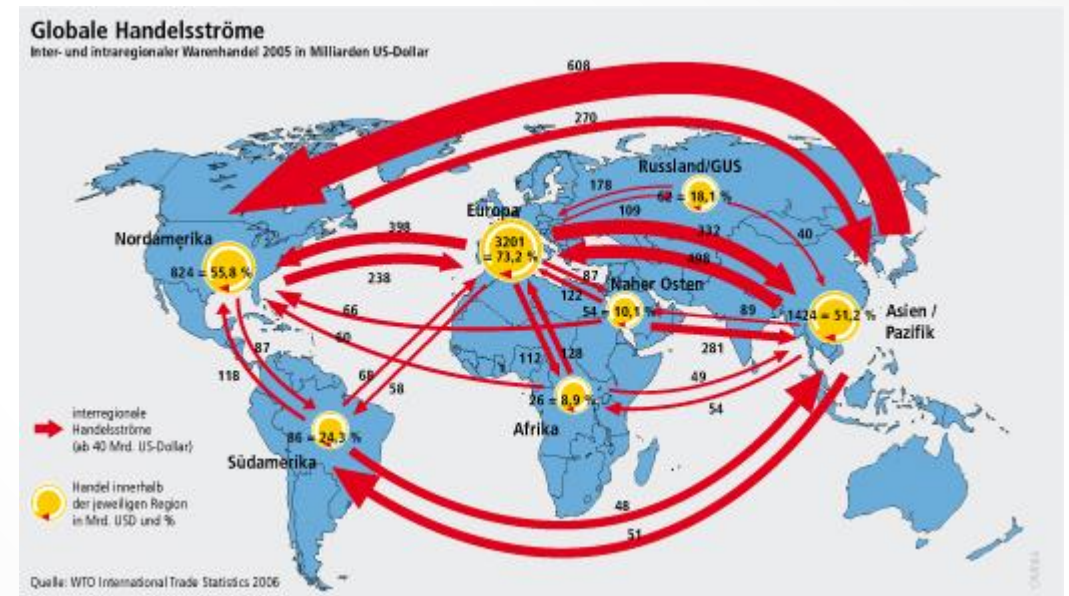 Globale Handelsströme
Inter- und intraregionaler Warenhandel 2005 in Milliarden US-Dollar
608
270
Russland/GUS
178
62 = 18,1 %
Europa
109
398
332
40
Nordamerika
3201
= 73,2 %
498
824 = 55,8 %
238
87
Naher Osten
122
66
54 = 10,1 %
89
1424 = 51,2 %
Asien /
Pazifik
60
87
112
128
281
118
68
58
49
26 = 8,9 %
54
interregionale
Handelsströme
(ab 40 Mrd. US-Dollar)
Afrika
86 = 24,3 %
Südamerika
Handel innerhalb
der jeweiligen Region
in Mrd. USD und %
48
51
Quelle: WTO International Trade Statistics 2006